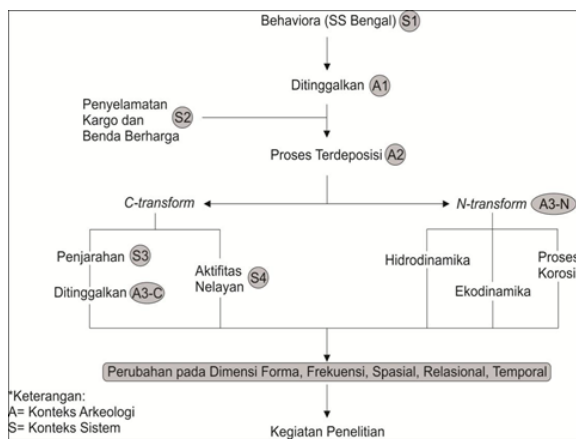 Behaviora (SS Bengal) S1
Ditinggalkan A1
Penyelamatan
Kargo dan
Benda Berharga
S2
Proses Terdeposisi A2
C-transform
N-transform A3-N
Penjarahan S3
Ditinggalkan A3-C
Aktifitas
Nelayan
S4
Hidrodinamika
Ekodinamika
Proses
Korosi
Perubahan pada Dimensi Forma, Frekuensi, Spasial, Relasional, Temporal
*Keterangan:
A= Konteks Arkeologi
S= Konteks Sistem
Kegiatan Penelitian